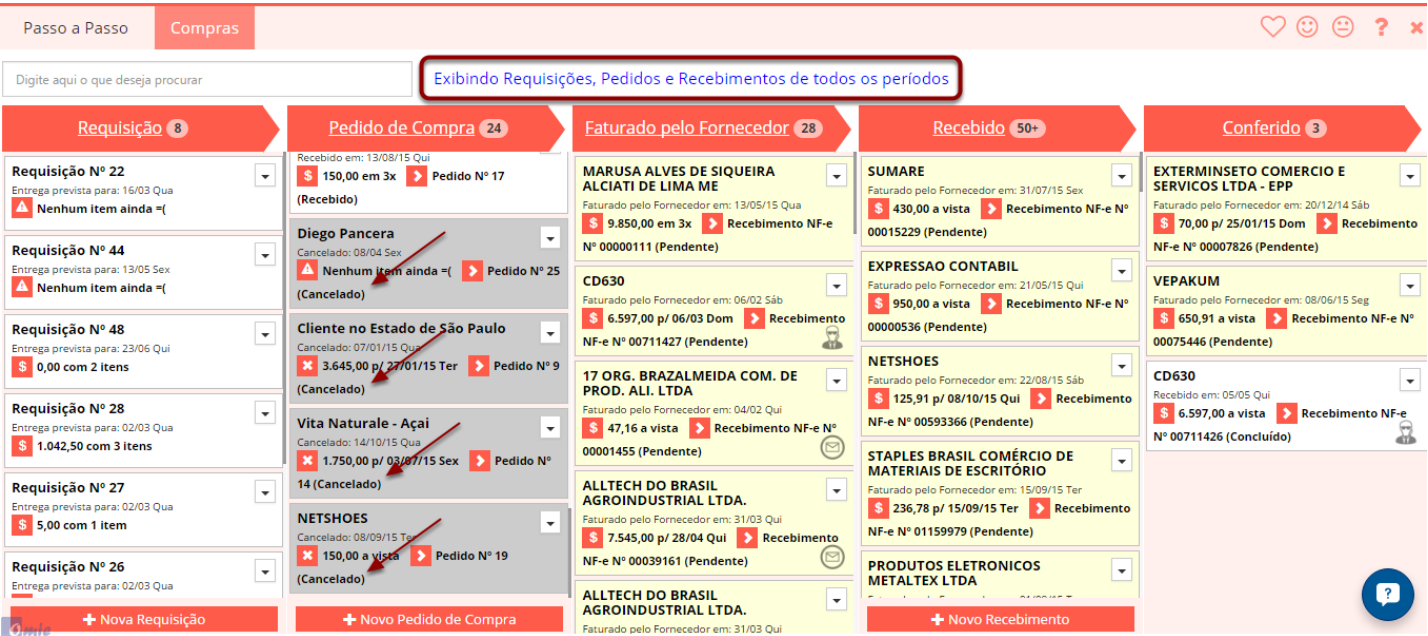 Passo a Passo
Compras
?
Digite aqui o que deseja procurar
Exibindo Requisições, Pedidos e Recebimentos de todos os períodos
Requisição 8
Requisição Nº 22
Entrega prevista para: 16/03 Qua
Nenhum item ainda =(
Requisição Nº 44
Entrega prevista para: 13/05 Sex
Nenhum item ainda =(
Requisição Nº 48
Entrega prevista para: 23/06 Qui
$ 0,00 com 2 itens
Requisição Nº 28
Entrega prevista para: 02/03 Qua
$ 1.042,50 com 3 itens
Requisição Nº 27
Entrega prevista para: 02/03 Qua
$ 5,00 com 1 item
Requisição Nº 26
Entrega prevista para: 02/03 Qua
+ Nova Requisição
Omie
Pedido de Compra 24
Recebido em: 13/08/15 Qui
$ 150,00 em 3x Pedido Nº 17
(Recebido)
Diego Pancera
Cancelado: 08/04 Sex
Nenhum item ainda =( Pedido Nº 25
(Cancelado)
Cliente no Estado de São Paulo
Cancelado: 07/01/15 Qua
3.645,00 p/ 27/01/15 Ter Pedido Nº 9
(Cancelado)
Vita Naturale - Açai
Cancelado: 14/10/15 Qua
1.750,00 p/ 03/07/15 Sex Pedido Nº
14 (Cancelado)
NETSHOES
Cancelado: 08/09/15 Ter
150,00 a vista Pedido Nº 19
(Cancelado)
+ Novo Pedido de Compra
Faturado pelo Fornecedor 28
MARUSA ALVES DE SIQUEIRA
ALCIATI DE LIMA ME
Faturado pelo Fornecedor em: 13/05/15 Qua
$ 9.850,00 em 3x Recebimento NF-e
Nº 00000111 (Pendente)
CD630
Faturado pelo Fornecedor em: 06/02 Sáb
$ 6.597,00 p/ 06/03 Dom Recebimento
NF-e Nº 00711427 (Pendente)
17 ORG. BRAZALMEIDA COM. DE
PROD. ALI. LTDA
Faturado pelo Fornecedor em: 04/02 Qui
$ 47,16 a vista Recebimento NF-e Nº
00001455 (Pendente)
ALLTECH DO BRASIL
AGROINDUSTRIAL LTDA.
Faturado pelo Fornecedor em: 31/03 Qui
$ 7.545,00 p/ 28/04 Qui Recebimento
NF-e Nº 00039161 (Pendente)
ALLTECH DO BRASIL
AGROINDUSTRIAL LTDA.
Faturado pelo Fornecedor em: 31/03 Qui
Recebido 50+
SUMARE
Faturado pelo Fornecedor em: 31/07/15 Sex
$ 430,00 a vista Recebimento NF-e Nº
00015229 (Pendente)
EXPRESSAO CONTABIL
Faturado pelo Fornecedor em: 21/05/15 Qui
$ 950,00 a vista Recebimento NF-e Nº
00000536 (Pendente)
NETSHOES
Faturado pelo Fornecedor em: 22/08/15 Sáb
$ 125,91 p/ 08/10/15 Qui Recebimento
NF-e Nº 00593366 (Pendente)
STAPLES BRASIL COMÉRCIO DE
MATERIAIS DE ESCRITÓRIO
Faturado pelo Fornecedor em: 15/09/15 Ter
$ 236,78 p/ 15/09/15 Ter Recebimento
NF-e Nº 01159979 (Pendente)
PRODUTOS ELETRONICOS
METALTEX LTDA
+ Novo Recebimento
Conferido 3
EXTERMINSETO COMERCIO E
SERVICOS LTDA - EPP
Faturado pelo Fornecedor em: 20/12/14 Sáb
$ 70,00 p/ 25/01/15 Dom Recebimento
NF-e Nº 00007826 (Pendente)
VEPAKUM
Faturado pelo Fornecedor em: 08/06/15 Seg
$ 650,91 a vista Recebimento NF-e Nº
00075446 (Pendente)
CD630
Recebido em: 05/05 Qui
$ 6.597,00 a vista Recebimento NF-e
Nº 00711426 (Concluído)
?